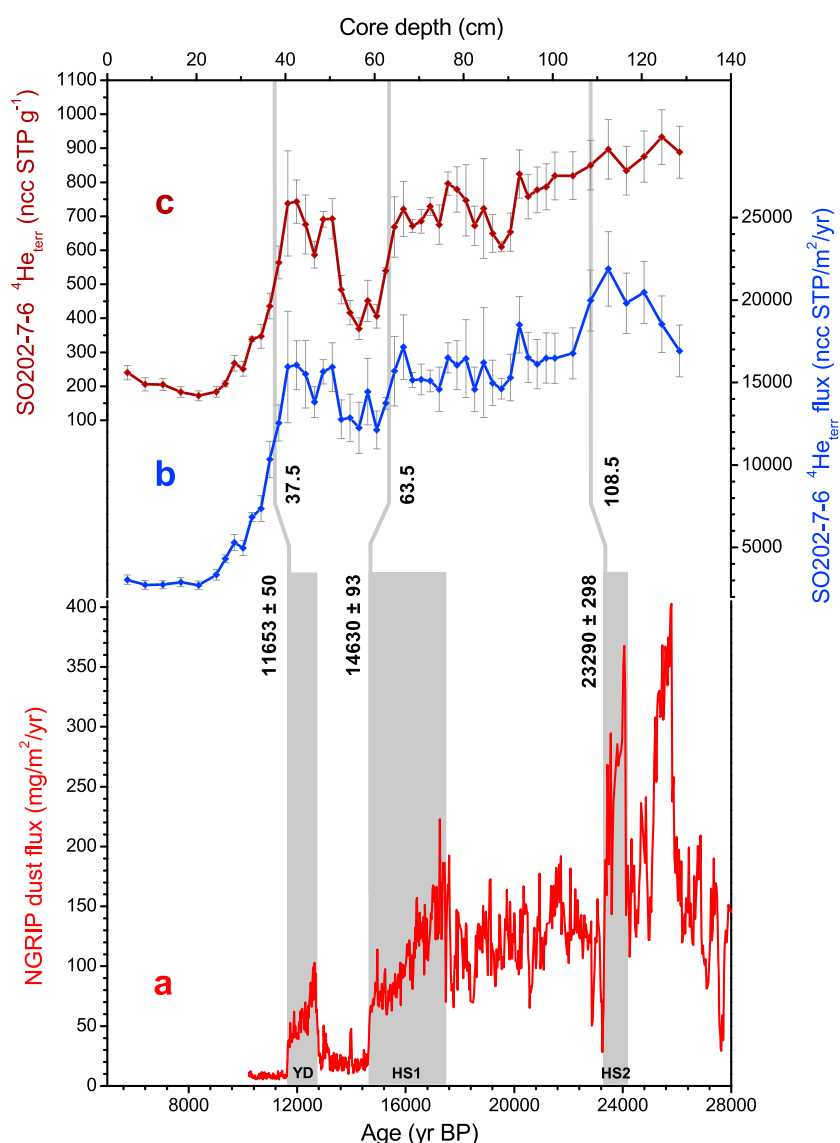 Core depth (cm)
0 20 40 60 80 100 120 140
SO202-7-6 ⁴He_terr (ncc STP g⁻¹)
1100
1000
900
800
700
600
500
400
300
200
100
c
b
25000
20000
15000
10000
5000
SO202-7-6 ⁴He_terr flux (ncc STP/m²/yr)
37.5
63.5
108.5
11653 ± 50
14630 ± 93
23290 ± 298
NGRIP dust flux (mg/m²/yr)
400
350
300
250
200
150
100
50
0
a
YD
HS1
HS2
8000 12000 16000 20000 24000 28000
Age (yr BP)